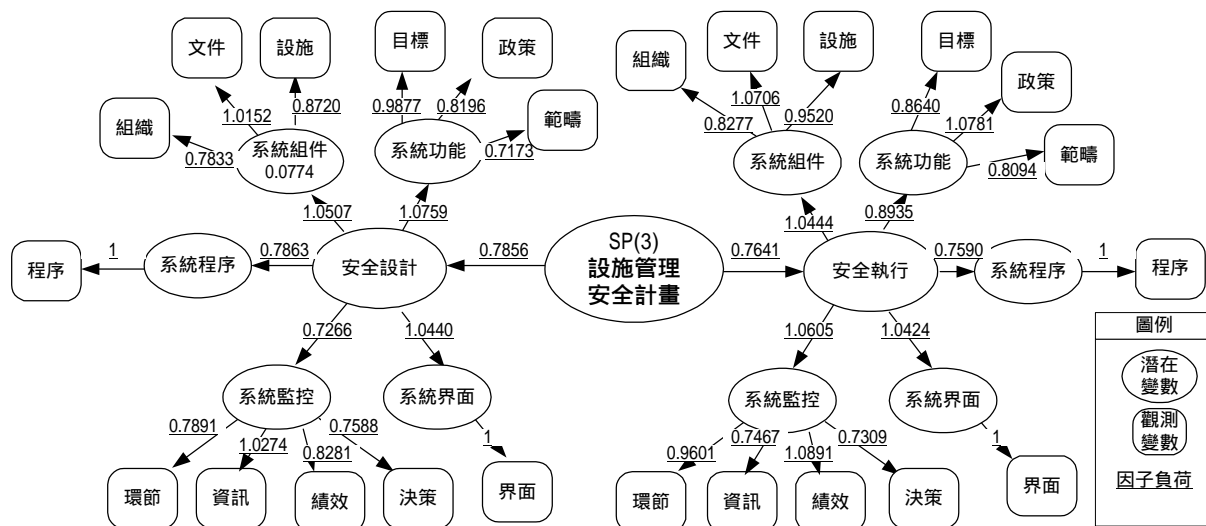 文件
設施
目標
政策
組織
範疇
1.0152
0.8720
0.9877
0.8196
0.7833
0.7173
系統組件
0.0774
系統功能
1.0507
1.0759
程序
1
系統程序
0.7863
安全設計
0.7856
0.7266
1.0440
系統監控
系統界面
0.7891
1.0274
0.8281
0.7588
1
環節
資訊
績效
決策
界面
SP(3)
設施管理
安全計畫
組織
文件
設施
目標
政策
範疇
0.8277
1.0706
0.9520
0.8640
1.0781
0.8094
系統組件
系統功能
1.0444
0.8935
0.7641
安全執行
0.7590
系統程序
1
程序
1.0605
1.0424
系統監控
系統界面
0.9601
0.7467
1.0891
0.7309
1
環節
資訊
績效
決策
界面
圖例
潛在
變數
觀測
變數
因子負荷